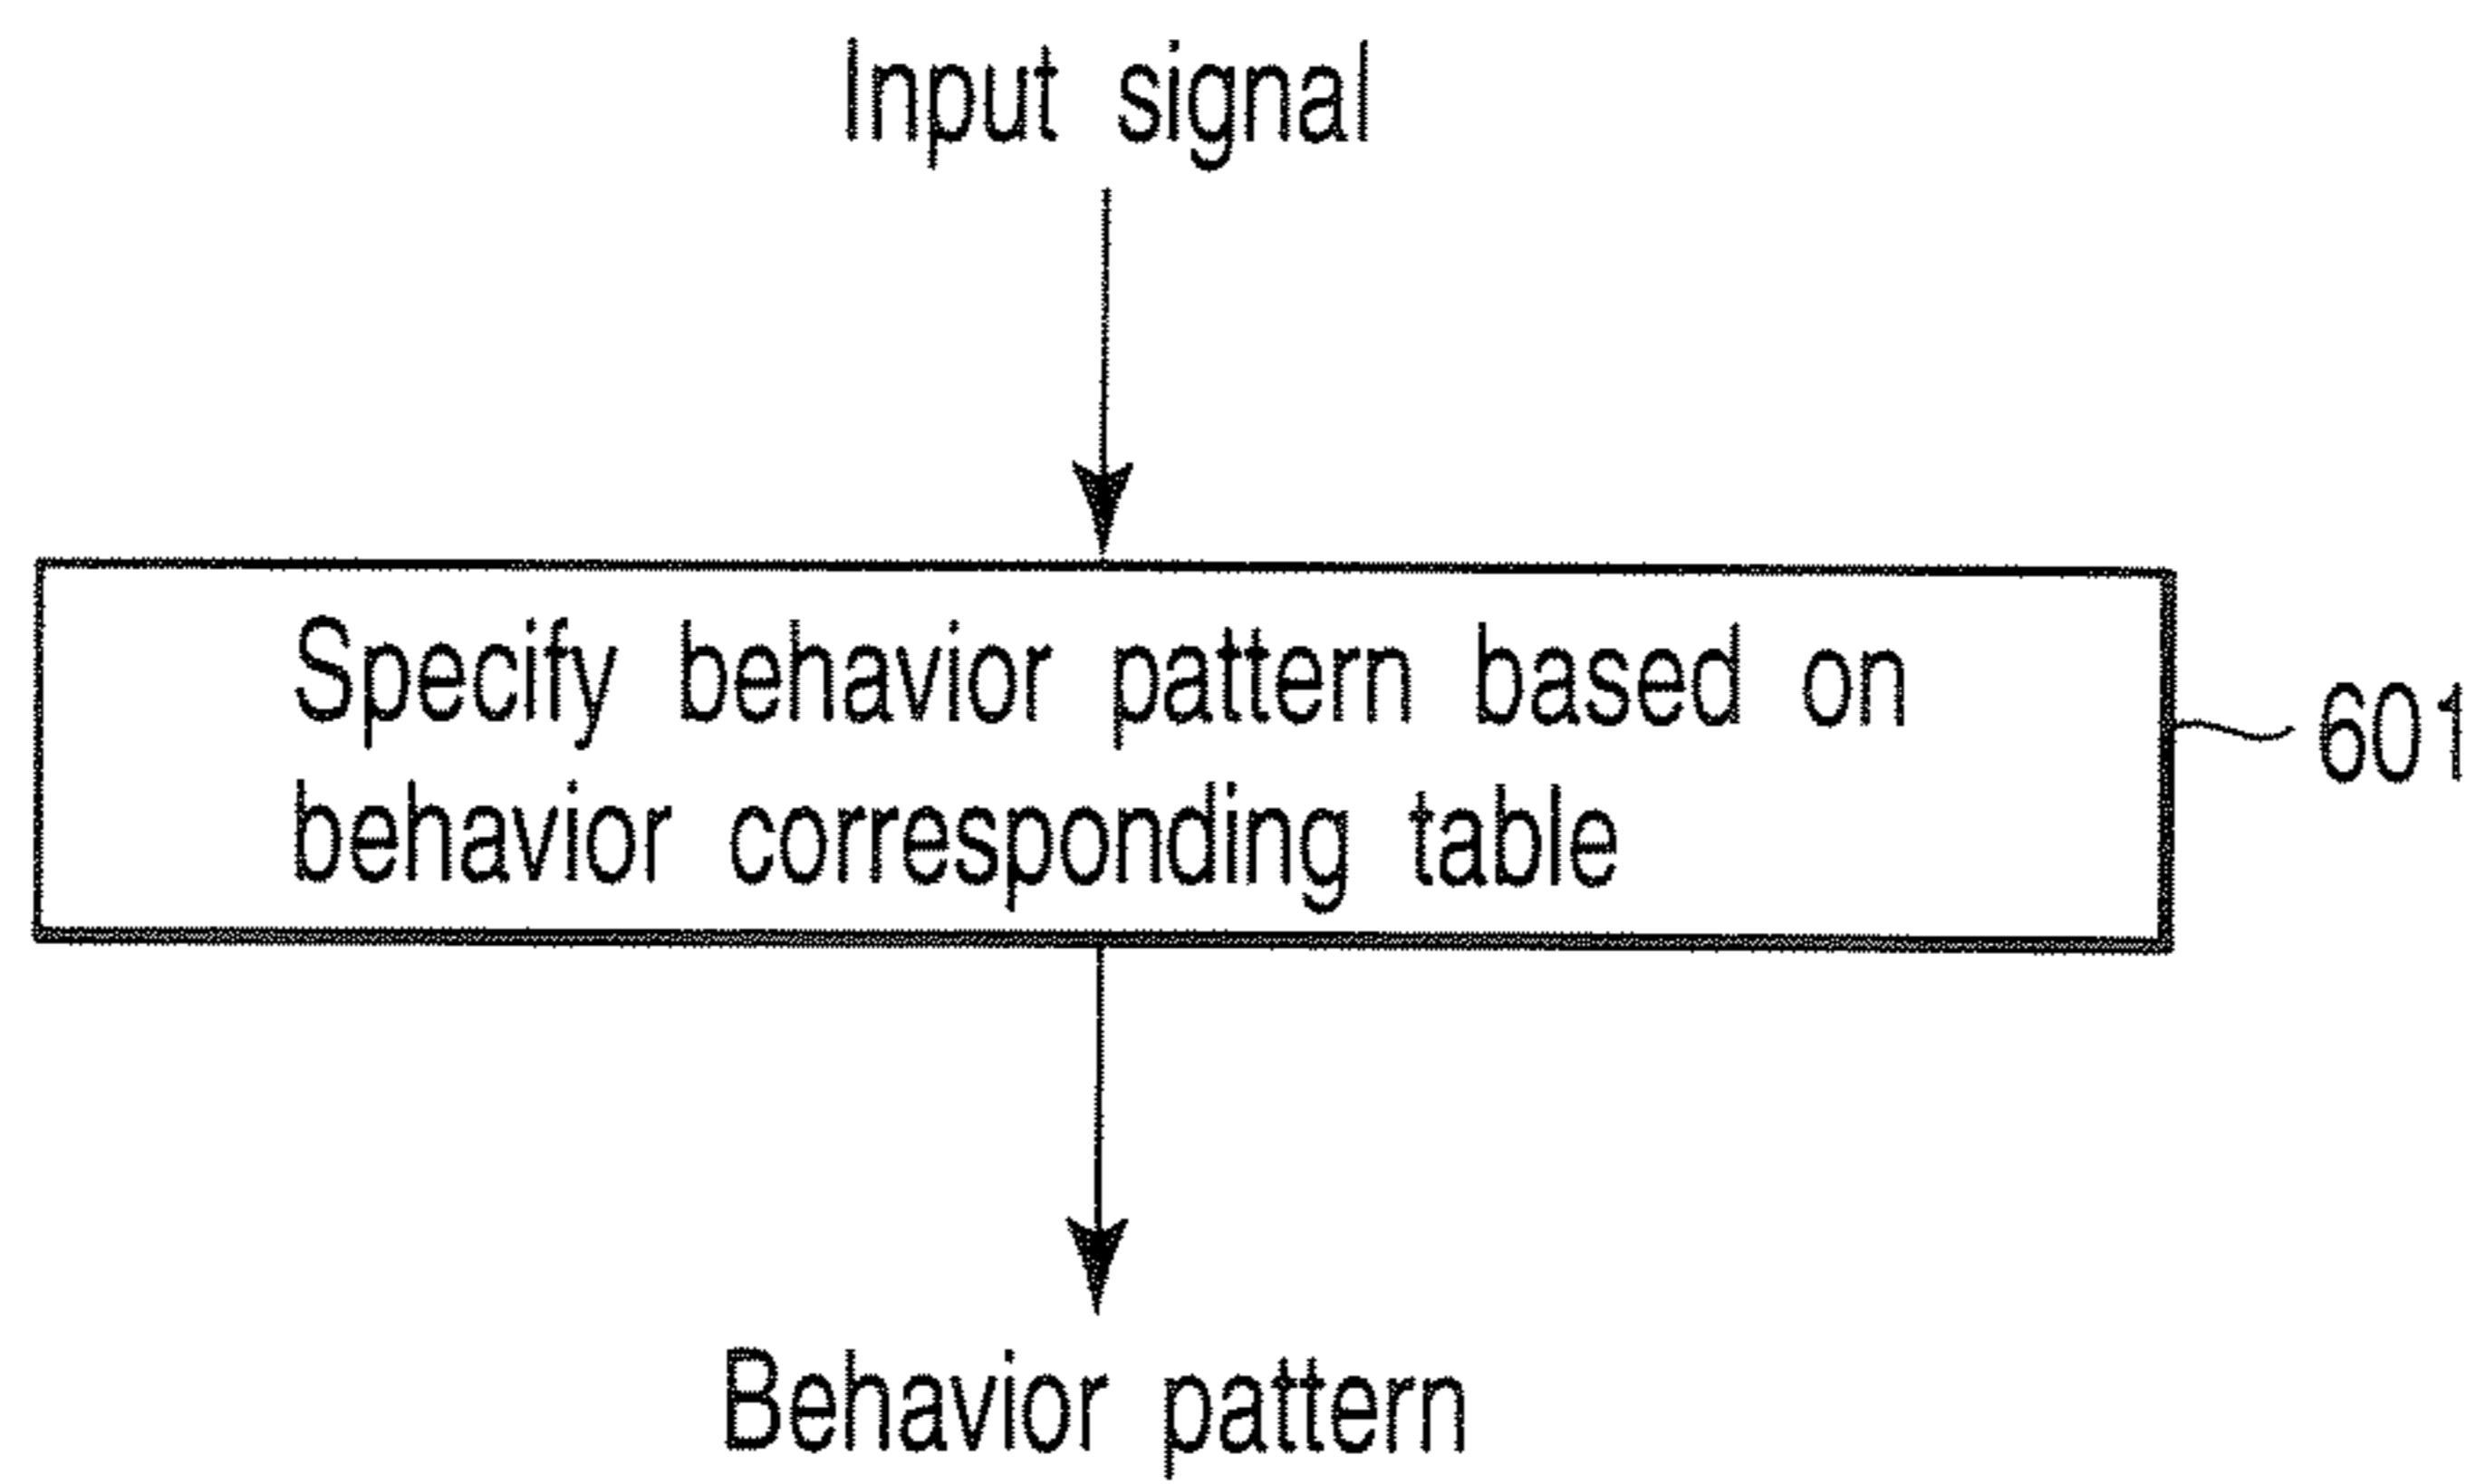 Input signal
Specify behavior pattern based on
behavior corresponding table
601
Behavior pattern